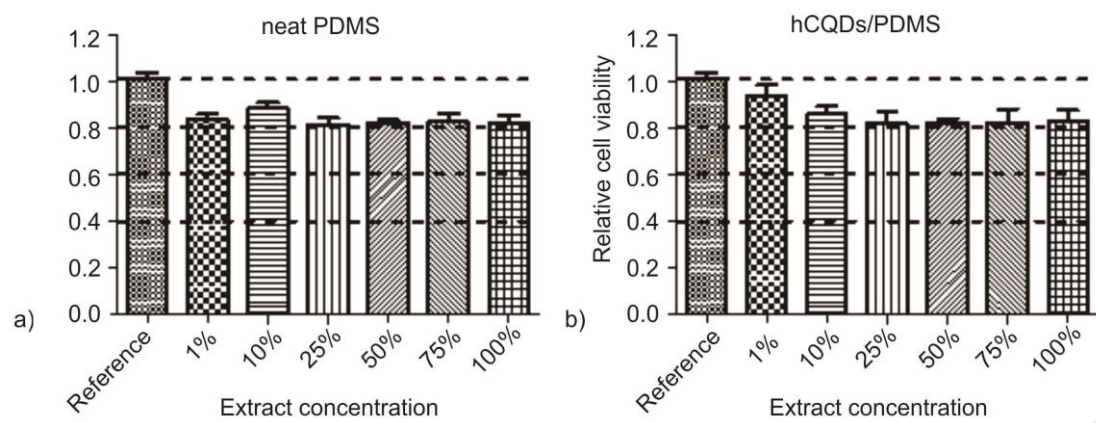 neat PDMS
1.2
1.0
0.8
0.6
0.4
0.2
0.0
a)
Reference
1%
10%
25%
50%
75%
100%
Extract concentration
hCQDs/PDMS
Relative cell viability
1.2
1.0
0.8
0.6
0.4
0.2
0.0
b)
Reference
1%
10%
25%
50%
75%
100%
Extract concentration